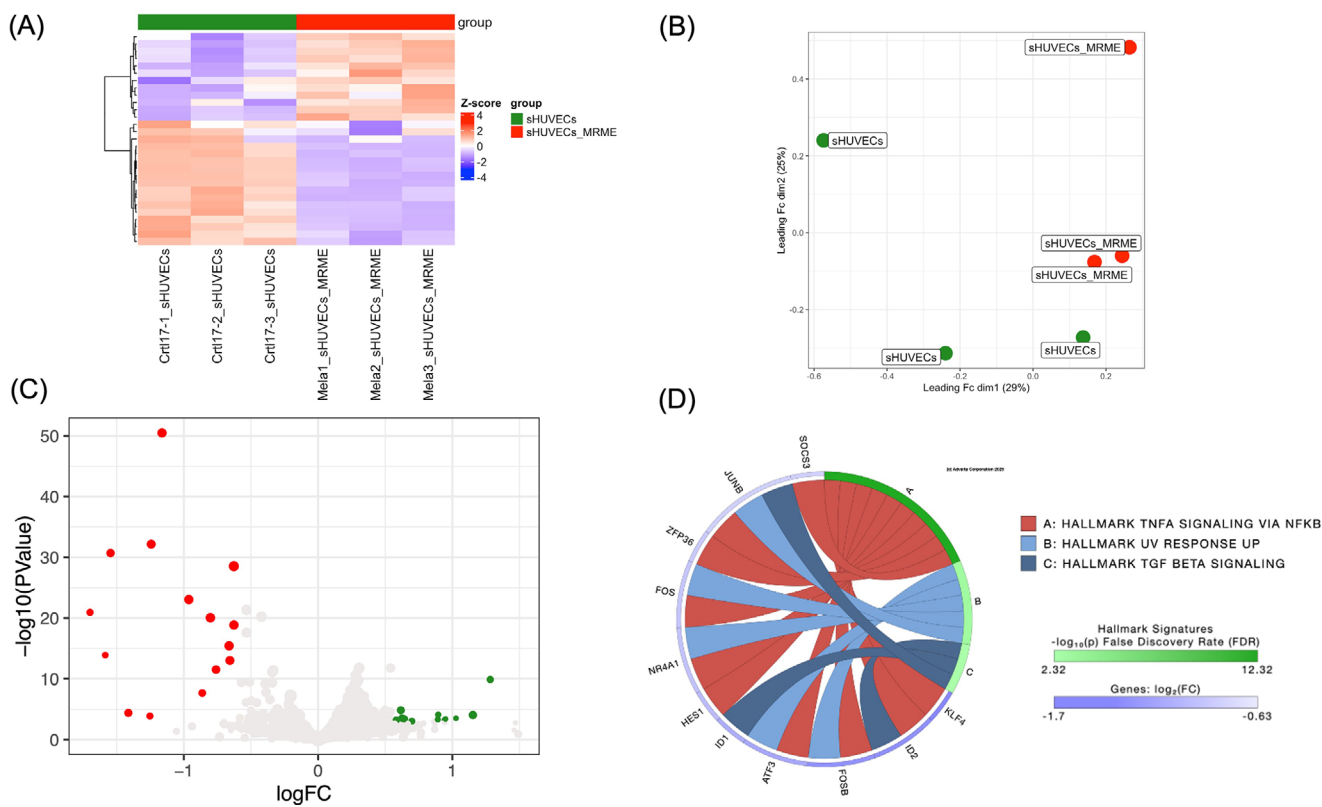 (A)
group
Z-score
4
2
0
-2
-4
group
sHUVECs
sHUVECs_MRME
Crtl17-1_sHUVECs
Crtl17-2_sHUVECs
Crtl17-3_sHUVECs
Mela1_sHUVECs_MRME
Mela2_sHUVECs_MRME
Mela3_sHUVECs_MRME
(B)
sHUVECs_MRME
sHUVECs
sHUVECs_MRME
sHUVECs_MRME
sHUVECs
sHUVECs
0.4
0.2
0.0
-0.2
Leading Fc dim2 (25%)
-0.6
-0.4
-0.2
0.0
0.2
Leading Fc dim1 (29%)
(C)
50
40
30
20
10
0
-log10(PValue)
−1
0
1
logFC
(D)
(c) Advaita Corporation 2025
SOCS3
JUNB
ZFP36
FOS
NR4A1
HES1
ID1
ATF3
FOSB
ID2
KLF4
A
B
C
A: HALLMARK TNFA SIGNALING VIA NFKB
B: HALLMARK UV RESPONSE UP
C: HALLMARK TGF BETA SIGNALING
Hallmark Signatures
-log10(p) False Discovery Rate (FDR)
2.32 12.32
Genes: log2(FC)
-1.7 -0.63